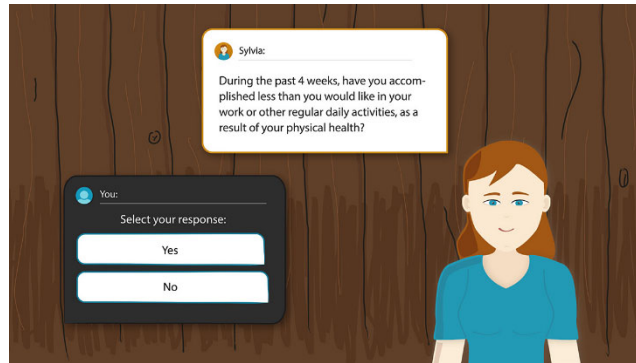 Sylvia:
During the past 4 weeks, have you accom-
plished less than you would like in your
work or other regular daily activities, as a
result of your physical health?
You:
Select your response:
Yes
No